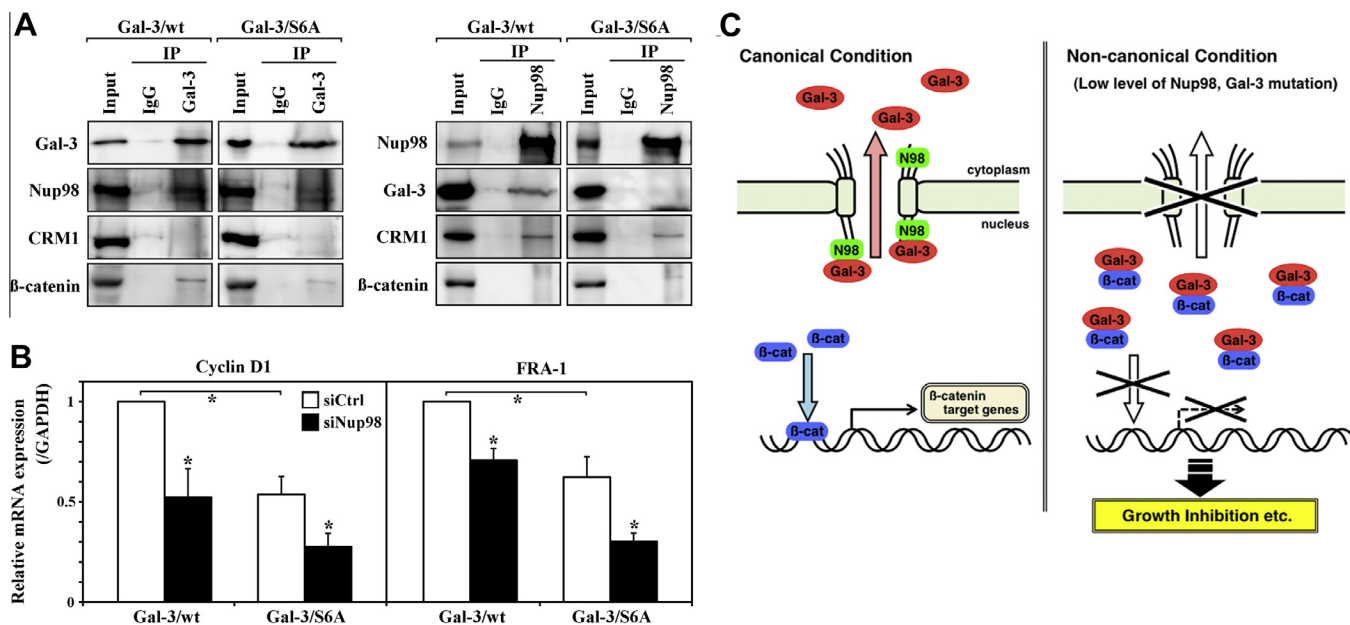 A
Gal-3/wt
Gal-3/S6A
IP
IP
Input
IgG
Gal-3
Input
IgG
Gal-3
Gal-3
Nup98
CRM1
ß-catenin
Gal-3/wt
Gal-3/S6A
IP
IP
Input
IgG
Nup98
Input
IgG
Nup98
Nup98
Gal-3
CRM1
ß-catenin
B
Cyclin D1
FRA-1
Relative mRNA expression
(/GAPDH)
1
0.5
0
*
*
*
*
*
*
siCtrl
siNup98
Gal-3/wt
Gal-3/S6A
Gal-3/wt
Gal-3/S6A
C
Canonical Condition
Gal-3
Gal-3
Gal-3
N98
cytoplasm
nucleus
N98
N98
Gal-3
Gal-3
ß-cat
ß-cat
ß-cat
ß-catenin
target genes
Non-canonical Condition
(Low level of Nup98, Gal-3 mutation)
Gal-3
ß-cat
Gal-3
ß-cat
Gal-3
ß-cat
Gal-3
ß-cat
Gal-3
ß-cat
Growth Inhibition etc.